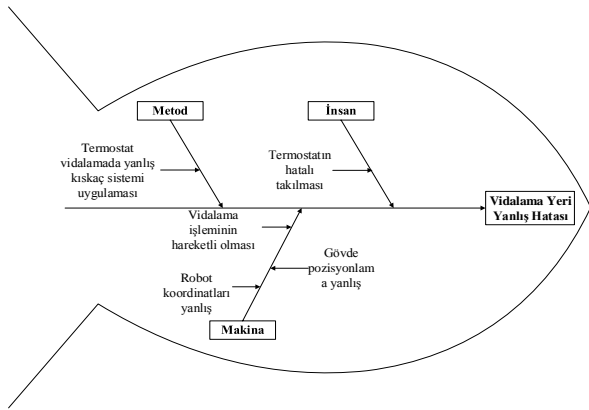 Metod
İnsan
Termostat
vidalamada yanlış
kıskaç sistemi
uygulaması
Termostatın
hatalı
takılması
Vidalama Yeri
Yanlış Hatası
Vidalama
işleminin
hareketli olması
Gövde
pozisyonlam
a yanlış
Robot
koordinatları
yanlış
Makina